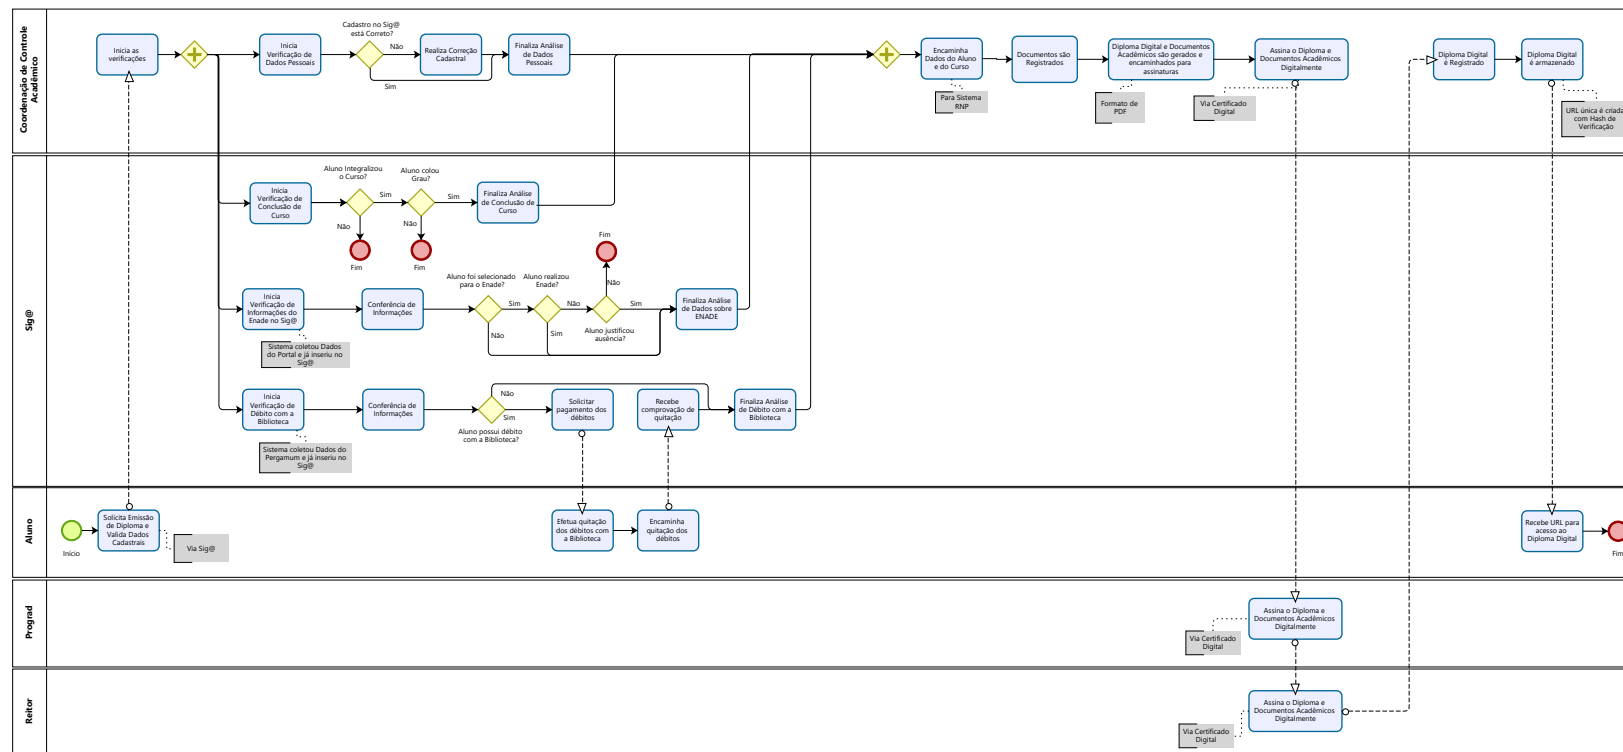 Coordenação de Controle
Acadêmico
Inicia as
verificações
Inicia
Verificação de
Dados Pessoais
Cadastro no Sig@
está Correto?
Não
Sim
Realiza Correção
Cadastral
Finaliza Análise
de Dados
Pessoais
Encaminha
Dados do Aluno
e do Curso
Para Sistema
RNP
Documentos são
Registrados
Diploma Digital e Documentos
Acadêmicos são gerados e
encaminhados para
assinaturas
Formato de
PDF
Assina o Diploma e
Documentos Acadêmicos
Digitalmente
Via Certificado
Digital
Diploma Digital
é Registrado
Diploma Digital
é armazenado
URL única é criada
com Hash de
Verificação
Sig@
Inicia
Verificação de
Conclusão de
Curso
Aluno Integralizou
o Curso?
Sim
Não
Fim
Aluno colou
Grau?
Sim
Não
Fim
Finaliza Análise
de Conclusão de
Curso
Inicia
Verificação de
Informações do
Enade no Sig@
Sistema coletou Dados
do Portal e já inseriu no
Sig@
Conferência de
Informações
Aluno foi selecionado
para o Enade?
Sim
Não
Aluno realizou
Enade?
Não
Sim
Fim
Não
Sim
Aluno justificou
ausência?
Finaliza Análise
de Dados sobre
ENADE
Inicia
Verificação de
Débito com a
Biblioteca
Sistema coletou Dados do
Pergamum e já inseriu no
Sig@
Conferência de
Informações
Não
Sim
Aluno possui débito
com a Biblioteca?
Solicitar
pagamento dos
débitos
Recebe
comprovação de
quitação
Finaliza Análise
de Débito com a
Biblioteca
Aluno
Início
Solicita Emissão
de Diploma e
Valida Dados
Cadastrais
Via Sig@
Efetua quitação
dos débitos com
a Biblioteca
Encaminha
quitação dos
débitos
Recebe URL para
acesso ao
Diploma Digital
Fim
Prograd
Assina o Diploma e
Documentos Acadêmicos
Digitalmente
Via Certificado
Digital
Reitor
Assina o Diploma e
Documentos Acadêmicos
Digitalmente
Via Certificado
Digital